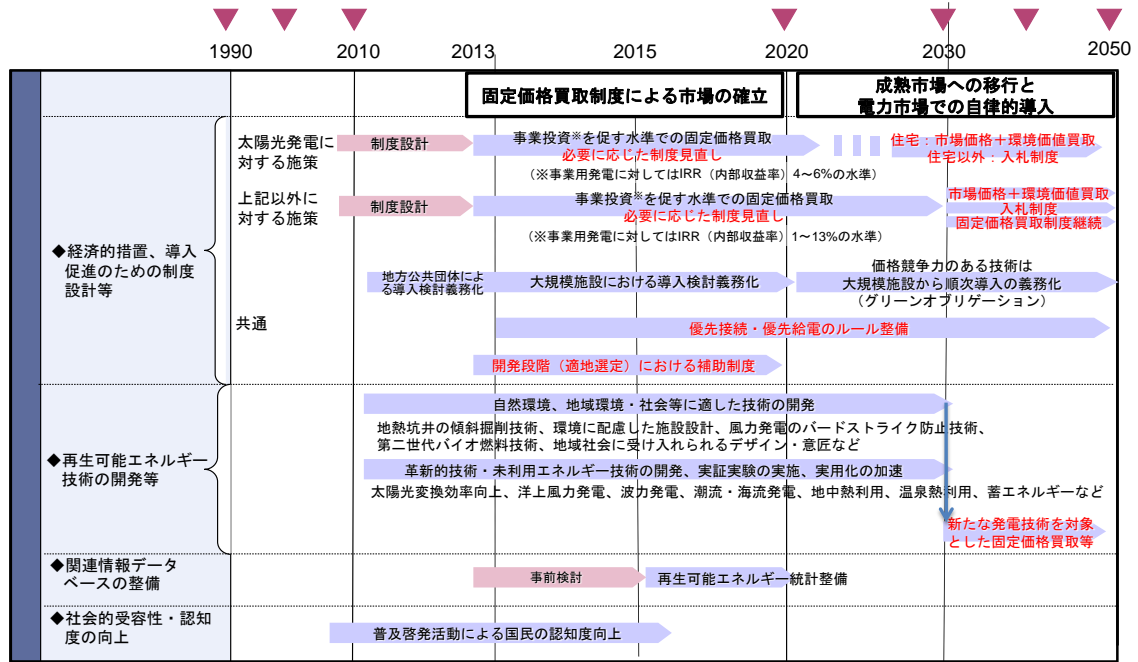 1990
2010
2013
2015
2020
2030
2050
固定価格買取制度による市場の確立
成熟市場への移行と
電力市場での自律的導入
◆経済的措置、導入
促進のための制度
設計等
太陽光発電に
対する施策
制度設計
事業投資※を促す水準での固定価格買取
必要に応じた制度見直し
(※事業用発電に対してはIRR(内部収益率)4~6%の水準)
住宅:市場価格+環境価値買取
住宅以外:入札制度
上記以外に
対する施策
制度設計
事業投資※を促す水準での固定価格買取
必要に応じた制度見直し
(※事業用発電に対してはIRR(内部収益率)1~13%の水準)
市場価格+環境価値買取
入札制度
固定価格買取制度継続
共通
地方公共団体によ
る導入検討義務化
大規模施設における導入検討義務化
価格競争力のある技術は
大規模施設から順次導入の義務化
(グリーンオブリゲーション)
優先接続・優先給電のルール整備
開発段階(適地選定)における補助制度
◆再生可能エネルギー
技術の開発等
自然環境、地域環境・社会等に適した技術の開発
地熱坑井の傾斜掘削技術、環境に配慮した施設設計、風力発電のバードストライク防止技術、
第二世代バイオ燃料技術、地域社会に受け入れられるデザイン・意匠など
革新的技術・未利用エネルギー技術の開発、実証実験の実施、実用化の加速
太陽光変換効率向上、洋上風力発電、波力発電、潮流・海流発電、地中熱利用、温泉熱利用、蓄エネルギーなど
新たな発電技術を対象
とした固定価格買取等
◆関連情報データ
ベースの整備
事前検討
再生可能エネルギー統計整備
◆社会的受容性・認知
度の向上
普及啓発活動による国民の認知度向上